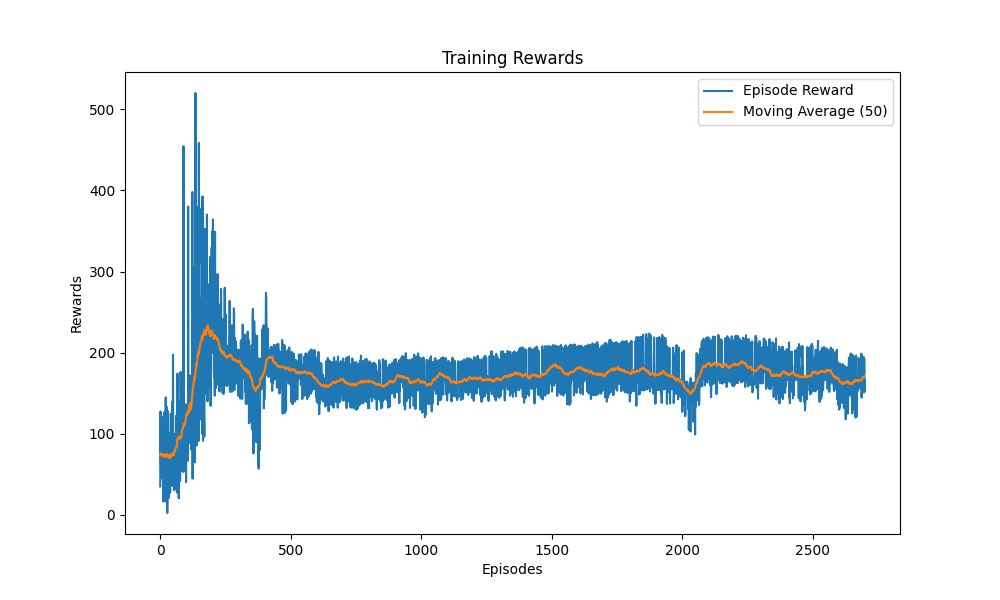 Training Rewards
Episode Reward
Moving Average (50)
Rewards
500
400
300
200
100
0
0 500 1000 1500 2000 2500
Episodes